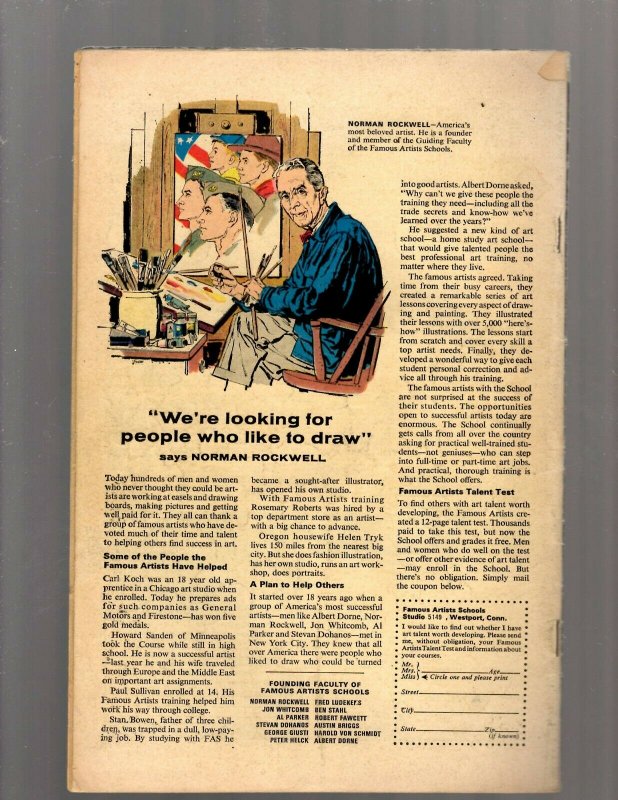 NORMAN ROCKWELL—America's
most beloved artist. He is a founder
and member of the Guiding Faculty
of the Famous Artists Schools.
"We're looking for
people who like to draw"
says NORMAN ROCKWELL
Today hundreds of men and women
who never thought they could be art-
ists are working at easels and drawing
boards, making pictures and getting
well paid for it. They all can thank a
group of famous artists who have de-
voted much of their time and talent
to helping others find success in art.
Some of the People the
Famous Artists Have Helped
Carl Koch was an 18 year old ap-
prentice in a Chicago art studio when
he enrolled. Today he prepares ads
for such companies as General
Motors and Firestone—has won five
gold medals.
Howard Sanden of Minneapolis
took the Course while still in high
school. He is now a successful artist
—last year he and his wife traveled
through Europe and the Middle East
on important art assignments.
Paul Sullivan enrolled at 14. His
Famous Artists training helped him
work his way through college.
Stan Bowen, father of three chil-
dren, was trapped in a dull, low-pay-
ing job. By studying with FAS he
became a sought-after illustrator,
has opened his own studio.
With Famous Artists training
Rosemary Roberts was hired by a
top department store as an artist—
with a big chance to advance.
Oregon housewife Helen Tryk
lives 150 miles from the nearest big
city. But she does fashion illustration,
has her own studio, runs an art work-
shop, does portraits.
A Plan to Help Others
It started over 18 years ago when a
group of America's most successful
artists—men like Albert Dorne, Nor-
man Rockwell, Jon Whitcomb, Al
Parker and Stevan Dohanos—met in
New York City. They knew that all
over America there were people who
liked to draw who could be turned
FOUNDING FACULTY OF
FAMOUS ARTISTS SCHOOLS
NORMAN ROCKWELL FRED LUDEKENS
JON WHITCOMB BEN STAHL
AL PARKER ROBERT FAWCETT
STEVAN DOHANOS AUSTIN BRIGGS
GEORGE GIUSTI HAROLD VON SCHMIDT
PETER HELCK ALBERT DORNE
into good artists. Albert Dorne asked,
"Why can't we give these people the
training they need—including all the
trade secrets and know-how we've
learned over the years?"
He suggested a new kind of art
school—a home study art school—
that would give talented people the
best professional art training, no
matter where they live.
The famous artists agreed. Taking
time from their busy careers, they
created a remarkable series of art
lessons covering every aspect of draw-
ing and painting. They illustrated
their lessons with over 5,000 "here's-
how" illustrations. The lessons start
from scratch and cover every skill a
top artist needs. Finally, they de-
veloped a wonderful way to give each
student personal correction and ad-
vice all through his training.
The famous artists with the School
are not surprised at the success of
their students. The opportunities
open to successful artists today are
enormous. The School continually
gets calls from all over the country
asking for practical well-trained stu-
dents—not geniuses—who can step
into full-time or part-time art jobs.
And practical, thorough training is
what the School offers.
Famous Artists Talent Test
To find others with art talent worth
developing, the Famous Artists cre-
ated a 12-page talent test. Thousands
paid to take this test, but now the
School offers and grades it free. Men
and women who do well on the test
—or offer other evidence of art talent
—may enroll in the School. But
there's no obligation. Simply mail
the coupon below.
Famous Artists Schools
Studio 5149, Westport, Conn.
I would like to find out whether I have
art talent worth developing. Please send
me, without obligation, your Famous
Artists Talent Test and information about
your courses.
Mr.
Mrs. Age
Miss Circle one and please print
Street
City
State Zip
(if known)